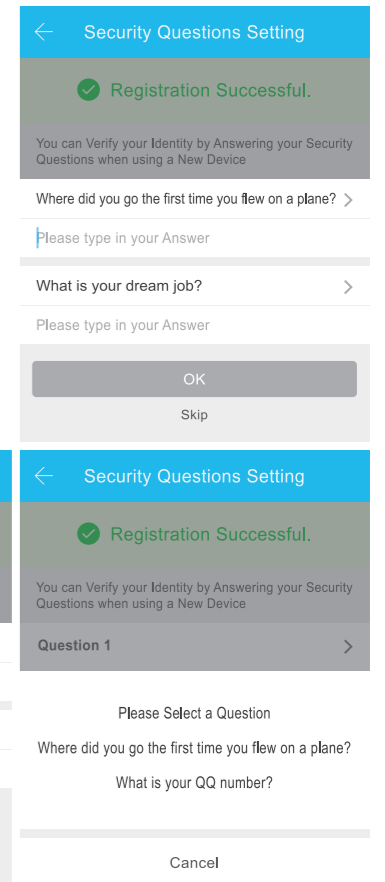 Security Questions Setting
Registration Successful.
You can Verify your Identity by Answering your Security
Questions when using a New Device
Where did you go the first time you flew on a plane?
Please type in your Answer
What is your dream job?
Please type in your Answer
OK
Skip
Security Questions Setting
Registration Successful.
You can Verify your Identity by Answering your Security
Questions when using a New Device
Question 1
Please Select a Question
Where did you go the first time you flew on a plane?
What is your QQ number?
Cancel